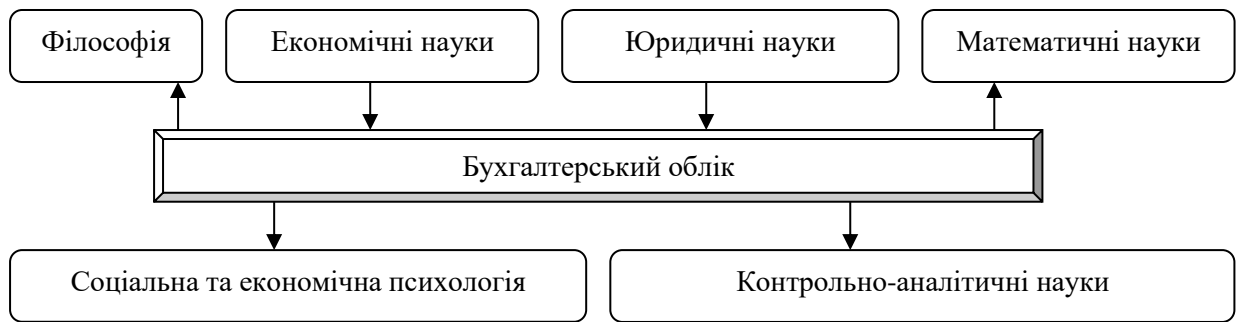 Філософія
Економічні науки
Юридичні науки
Математичні науки
Бухгалтерський облік
Соціальна та економічна психологія
Контрольно-аналітичні науки